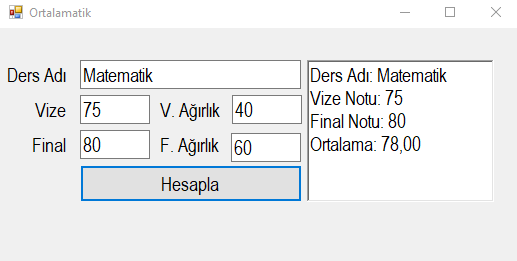 Ortalamatik
Ders Adı Matematik
Vize 75 V. Ağırlık 40
Final 80 F. Ağırlık 60
Hesapla
Ders Adı: Matematik
Vize Notu: 75
Final Notu: 80
Ortalama: 78,00